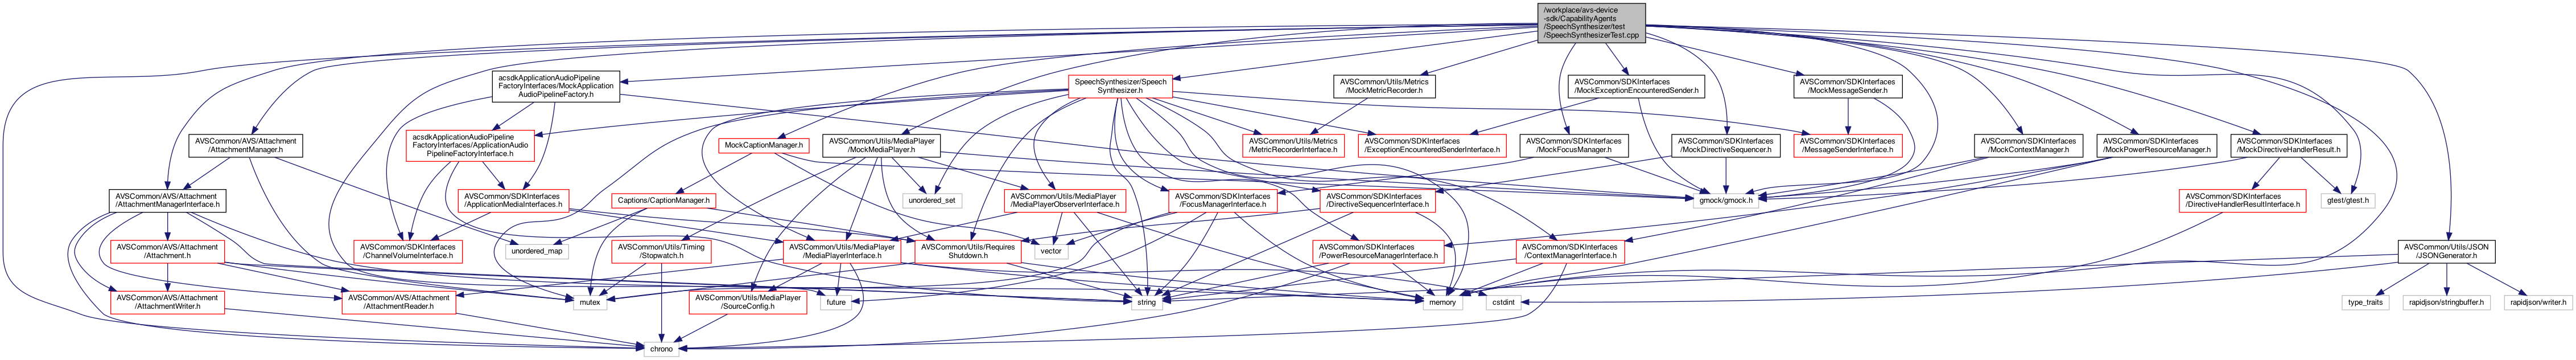 /workplace/avs-device
-sdk/CapabilityAgents
/SpeechSynthesizer/test
/SpeechSynthesizerTest.cpp
acsdkApplicationAudioPipeline
FactoryInterfaces/MockApplication
AudioPipelineFactory.h
SpeechSynthesizer/Speech
Synthesizer.h
AVSCommon/Utils/Metrics
/MockMetricRecorder.h
AVSCommon/SDKInterfaces
/MockExceptionEncounteredSender.h
AVSCommon/SDKInterfaces
/MockMessageSender.h
AVSCommon/AVS/Attachment
/AttachmentManager.h
acsdkApplicationAudioPipeline
FactoryInterfaces/ApplicationAudio
PipelineFactoryInterface.h
MockCaptionManager.h
AVSCommon/Utils/MediaPlayer
/MockMediaPlayer.h
AVSCommon/Utils/Metrics
/MetricRecorderInterface.h
AVSCommon/SDKInterfaces
/ExceptionEncounteredSenderInterface.h
AVSCommon/SDKInterfaces
/MockFocusManager.h
AVSCommon/SDKInterfaces
/MockDirectiveSequencer.h
AVSCommon/SDKInterfaces
/MessageSenderInterface.h
AVSCommon/SDKInterfaces
/MockContextManager.h
AVSCommon/SDKInterfaces
/MockPowerResourceManager.h
AVSCommon/SDKInterfaces
/MockDirectiveHandlerResult.h
AVSCommon/AVS/Attachment
/AttachmentManagerInterface.h
AVSCommon/SDKInterfaces
/ApplicationMediaInterfaces.h
Captions/CaptionManager.h
unordered_set
AVSCommon/Utils/MediaPlayer
/MediaPlayerObserverInterface.h
AVSCommon/SDKInterfaces
/FocusManagerInterface.h
AVSCommon/SDKInterfaces
/DirectiveSequencerInterface.h
gmock/gmock.h
AVSCommon/SDKInterfaces
/DirectiveHandlerResultInterface.h
gtest/gtest.h
AVSCommon/AVS/Attachment
/Attachment.h
AVSCommon/SDKInterfaces
/ChannelVolumeInterface.h
unordered_map
AVSCommon/Utils/Timing
/Stopwatch.h
AVSCommon/Utils/MediaPlayer
/MediaPlayerInterface.h
AVSCommon/Utils/Requires
Shutdown.h
vector
AVSCommon/SDKInterfaces
/PowerResourceManagerInterface.h
AVSCommon/SDKInterfaces
/ContextManagerInterface.h
AVSCommon/Utils/JSON
/JSONGenerator.h
AVSCommon/AVS/Attachment
/AttachmentWriter.h
AVSCommon/AVS/Attachment
/AttachmentReader.h
mutex
AVSCommon/Utils/MediaPlayer
/SourceConfig.h
future
string
memory
cstdint
type_traits
rapidjson/stringbuffer.h
rapidjson/writer.h
chrono